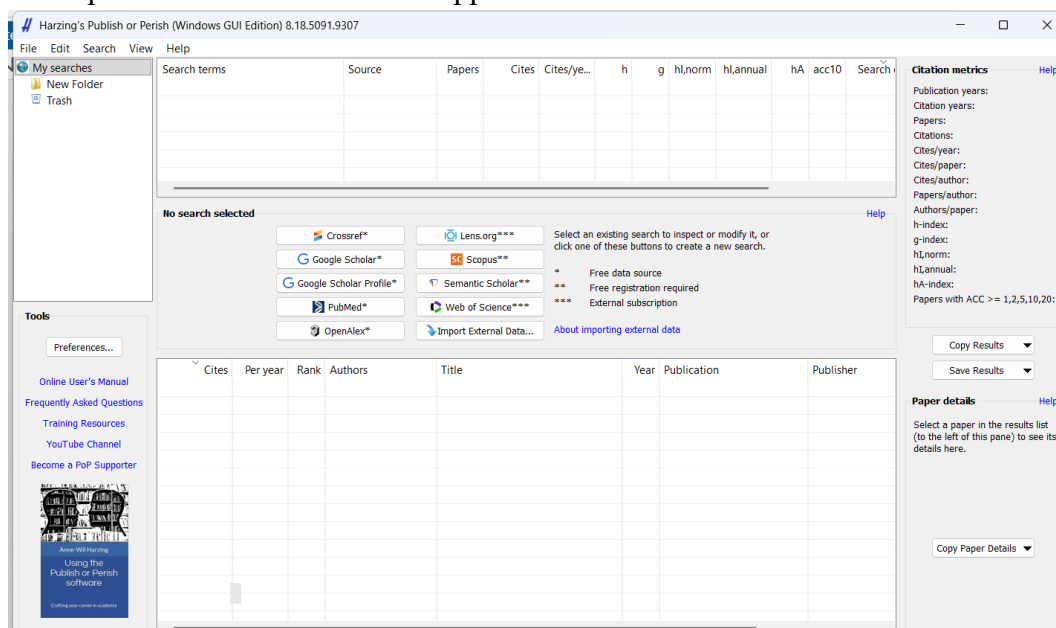 Harzing's Publish or Perish (Windows GUI Edition) 8.18.5091.9307
File Edit Search View Help
My searches
New Folder
Trash
Search terms Source Papers Cites Cites/ye... h g hI,norm hI,annual hA acc10 Search
No search selected Help
Crossref*
Lens.org***
Google Scholar*
Scopus**
Google Scholar Profile*
Semantic Scholar**
PubMed*
Web of Science***
OpenAlex*
Import External Data...
Select an existing search to inspect or modify it, or
click one of these buttons to create a new search.
* Free data source
** Free registration required
*** External subscription
About importing external data
Cites Per year Rank Authors Title Year Publication Publisher
Tools
Preferences...
Online User's Manual
Frequently Asked Questions
Training Resources
YouTube Channel
Become a PoP Supporter
Anne-Wil Harzing
Using the
Publish or Perish
software
Crafting your career in academia
Citation metrics Help
Publication years:
Citation years:
Papers:
Citations:
Cites/year:
Cites/paper:
Cites/author:
Papers/author:
Authors/paper:
h-index:
g-index:
hI,norm:
hI,annual:
hA-index:
Papers with ACC >= 1,2,5,10,20:
Copy Results
Save Results
Paper details Help
Select a paper in the results list
(to the left of this pane) to see its
details here.
Copy Paper Details